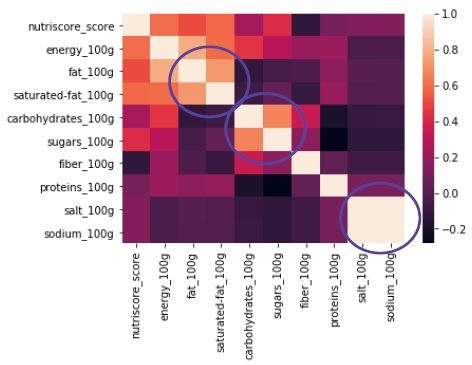 nutriscore_score
energy_100g
fat_100g
saturated-fat_100g
carbohydrates_100g
sugars_100g
fiber_100g
proteins_100g
salt_100g
sodium_100g
1.0
0.8
0.6
0.4
0.2
0.0
−0.2
nutriscore_score
energy_100g
fat_100g
saturated-fat_100g
carbohydrates_100g
sugars_100g
fiber_100g
proteins_100g
salt_100g
sodium_100g